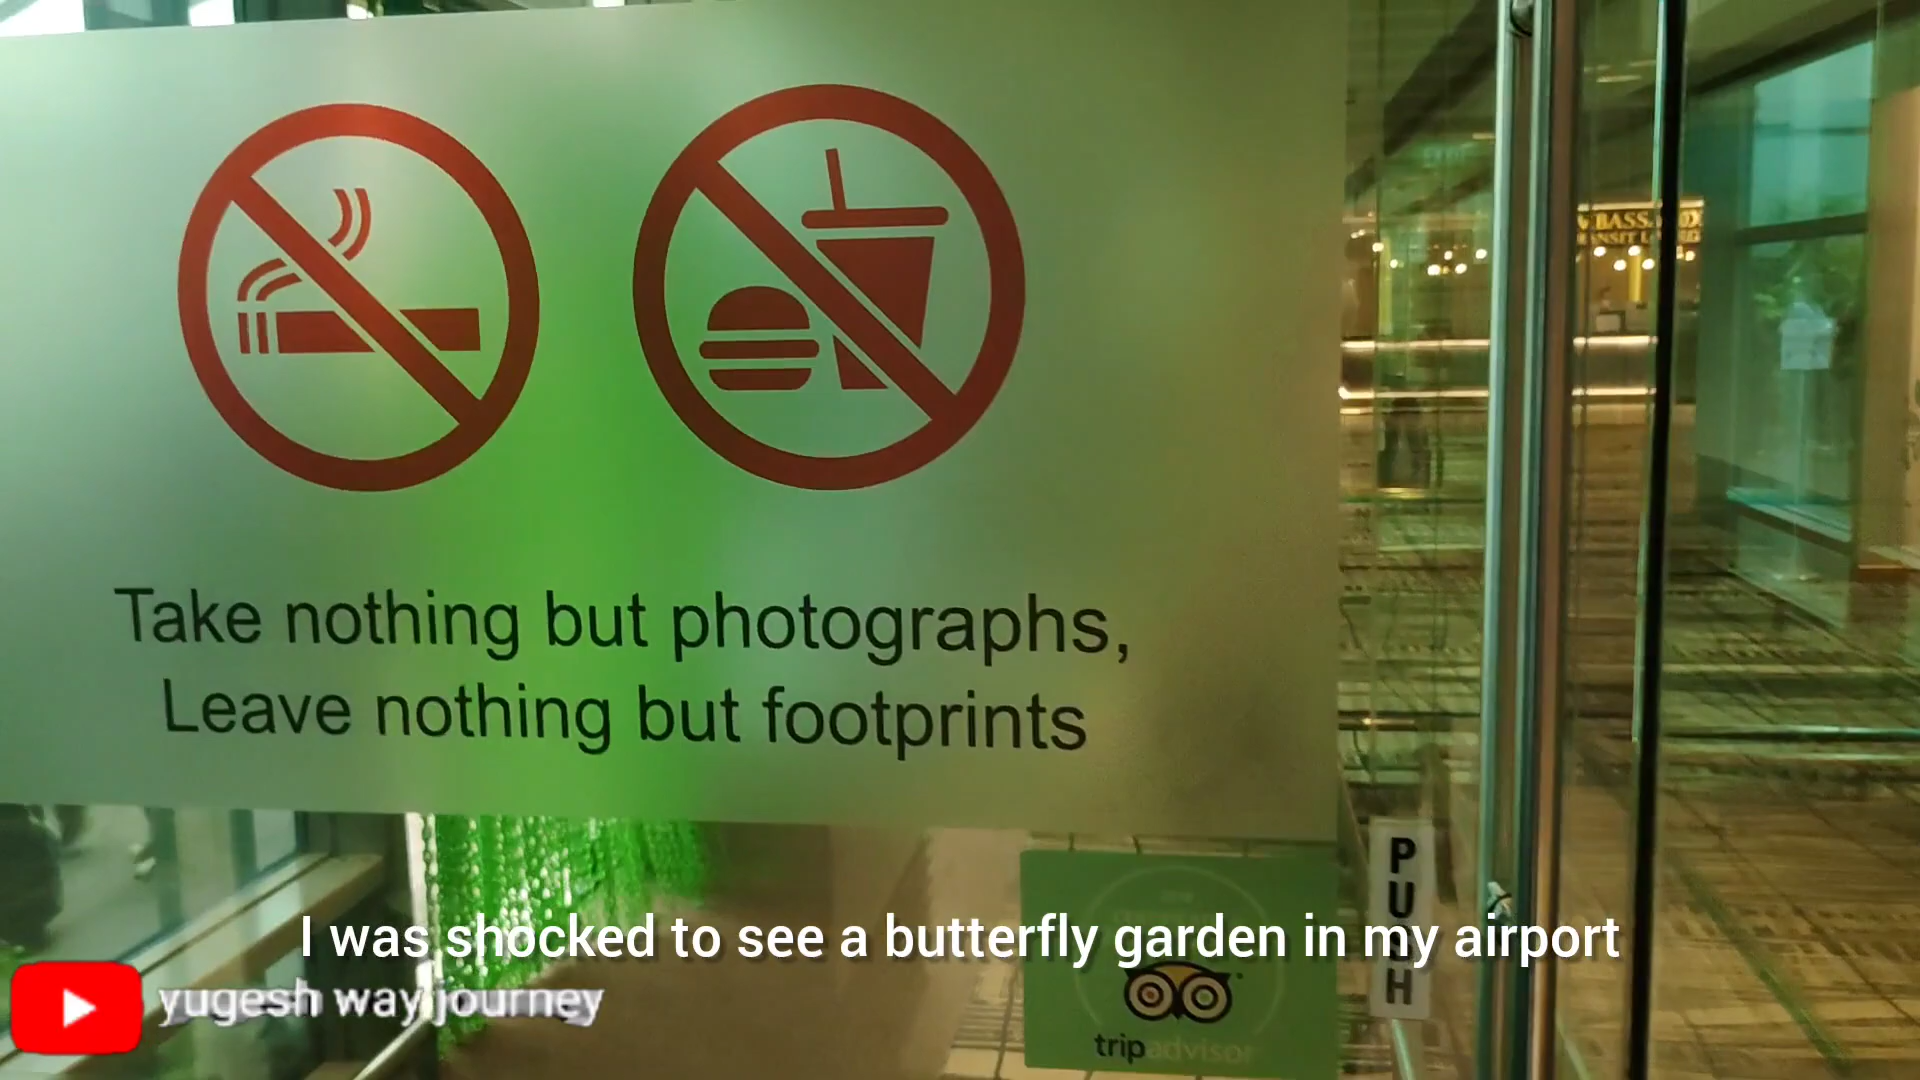 Take nothing but photographs,
Leave nothing but footprints
PUSH
I was shocked to see a butterfly garden in my airport
yugesh way journey
tripadvisor